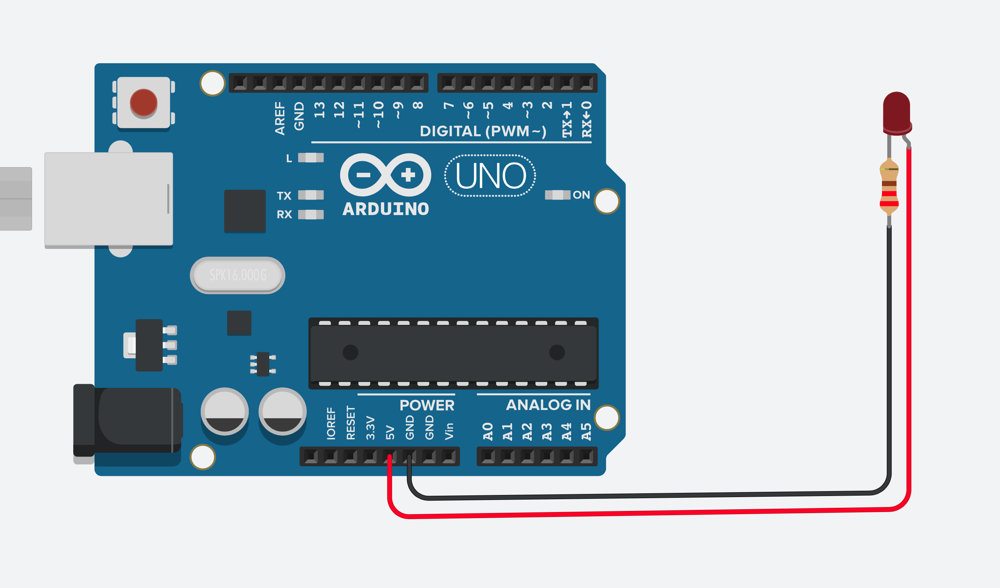 AREF
GND
13
12
~11
~10
~9
8
7
~6
~5
4
~3
2
TX→1
RX←0
DIGITAL (PWM~)
L
TX
RX
ARDUINO
UNO
ON
SPK16.000G
POWER
ANALOG IN
IOREF
RESET
3.3V
5V
GND
GND
Vin
A0
A1
A2
A3
A4
A5